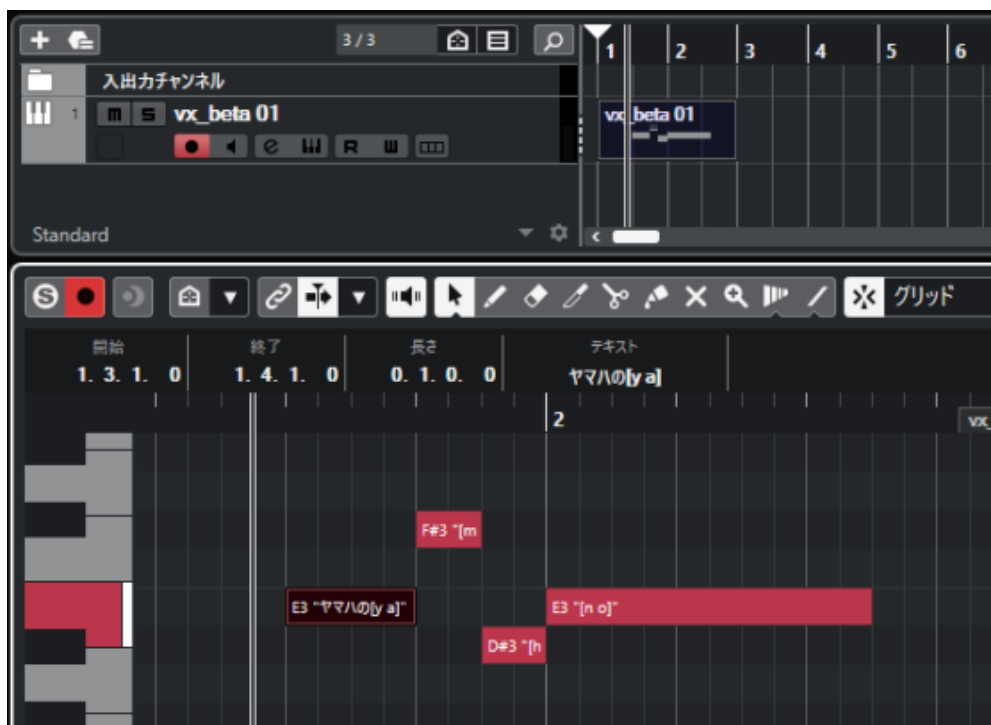 3 / 3
1 2 3 4 5 6
入出力チャンネル
1 m S vx_beta 01
e R W
vx_beta 01
Standard
S グリッド
開始 終了 長さ テキスト
1. 3. 1. 0 1. 4. 1. 0 0. 1. 0. 0 ヤマハの[y a]
2 vx_
F#3 "[m
E3 "ヤマハの[y a]" E3 "[n o]"
D#3 "[h